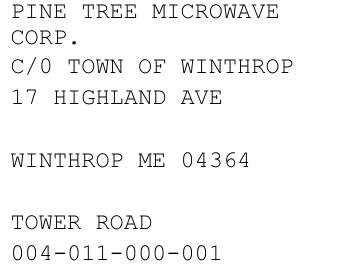 PINE TREE MICROWAVE
CORP.
C/0 TOWN OF WINTHROP
17 HIGHLAND AVE
WINTHROP ME 04364
TOWER ROAD
004-011-000-001